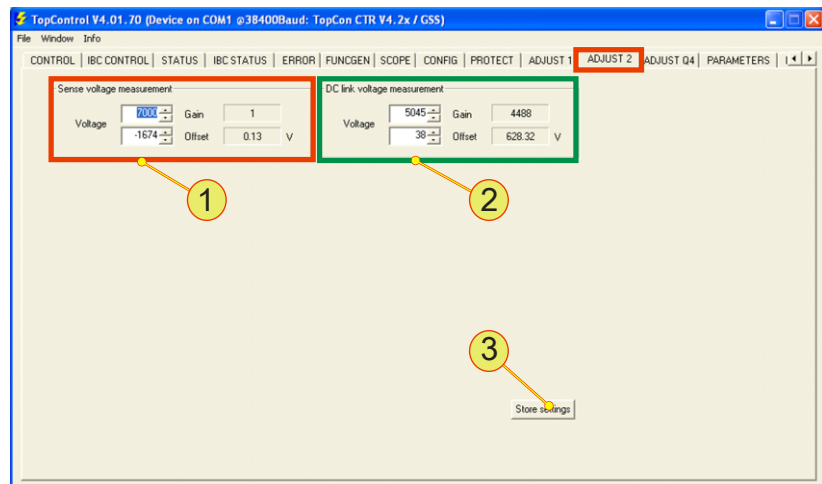 TopControl V4.01.70 (Device on COM1 @38400Baud: TopCon CTR V4.2x / GSS)
File Window Info
CONTROL IBC CONTROL STATUS IBC STATUS ERROR FUNCGEN SCOPE CONFIG PROTECT ADJUST 1 ADJUST 2 ADJUST Q4 PARAMETERS
Sense voltage measurement DC link voltage measurement
Voltage 7000 Gain 1 Voltage 5045 Gain 4488
-1674 Offset 0.13 V 38 Offset 628.32 V
1 2
3
Store settings